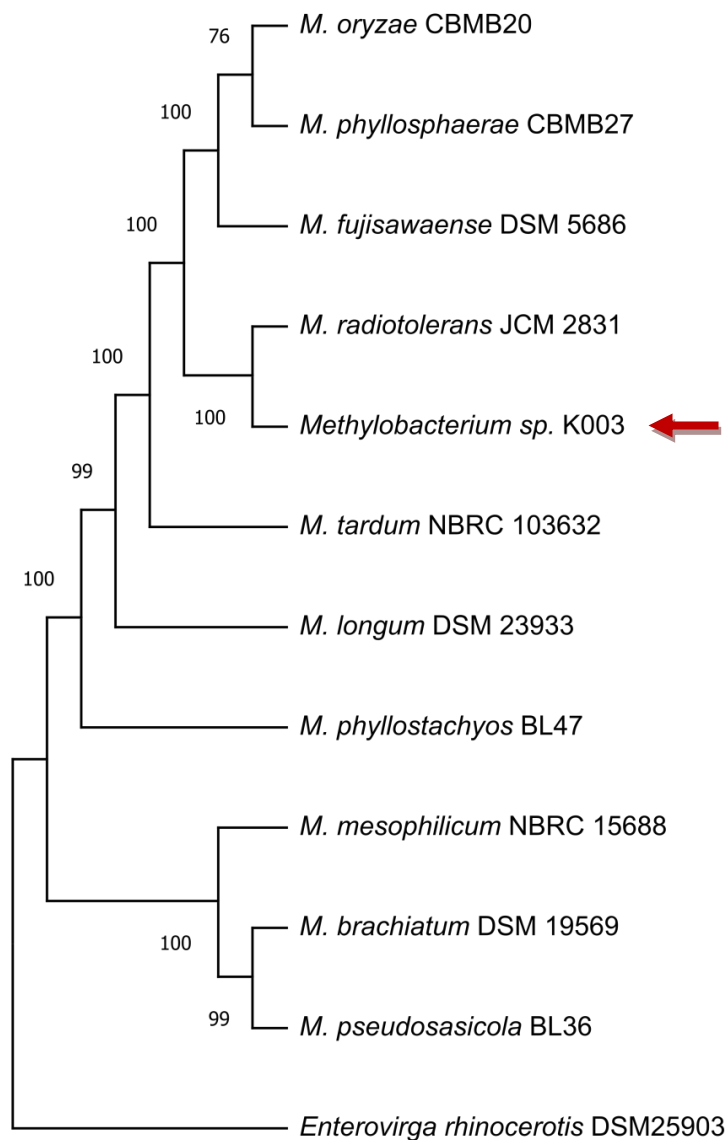 76
M. oryzae CBMB20
100
M. phyllosphaerae CBMB27
100
M. fujisawaense DSM 5686
M. radiotolerans JCM 2831
100
100
Methylobacterium sp. K003
99
M. tardum NBRC 103632
100
M. longum DSM 23933
M. phyllostachyos BL47
M. mesophilicum NBRC 15688
M. brachiatum DSM 19569
100
99
M. pseudosasicola BL36
Enterovirga rhinocerotis DSM25903